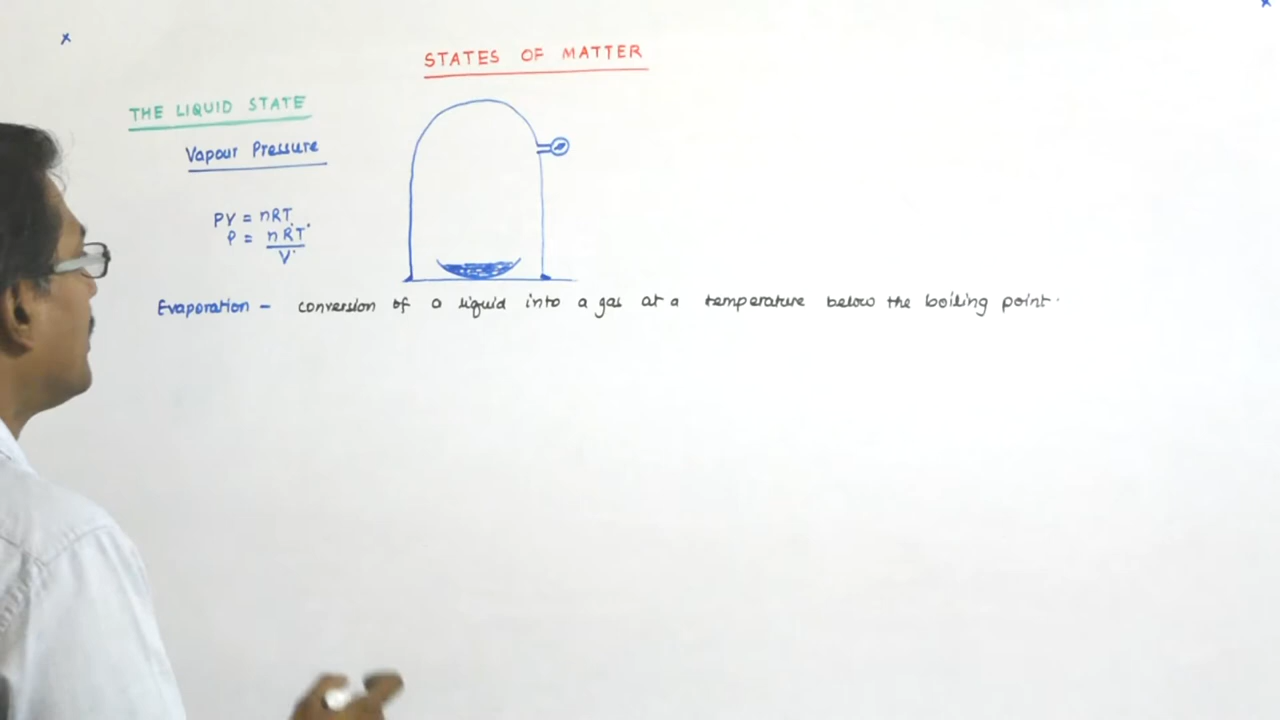 STATES OF MATTER
THE LIQUID STATE
Vapour Pressure
PV = nRT
P = nRT
V
Evaporation – conversion of a liquid into a gas at a temperature below the boiling point.